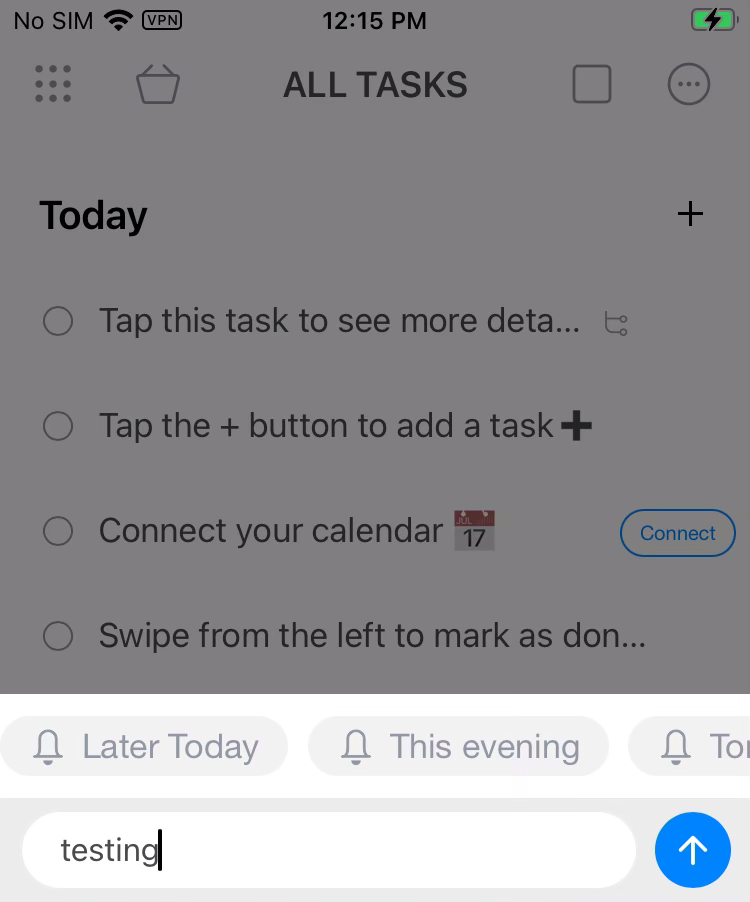 No SIM VPN 12:15 PM
ALL TASKS
Today
Tap this task to see more deta...
Tap the + button to add a task ➕
Connect your calendar JUL 17 Connect
Swipe from the left to mark as don...
Later Today This evening Tor
testing